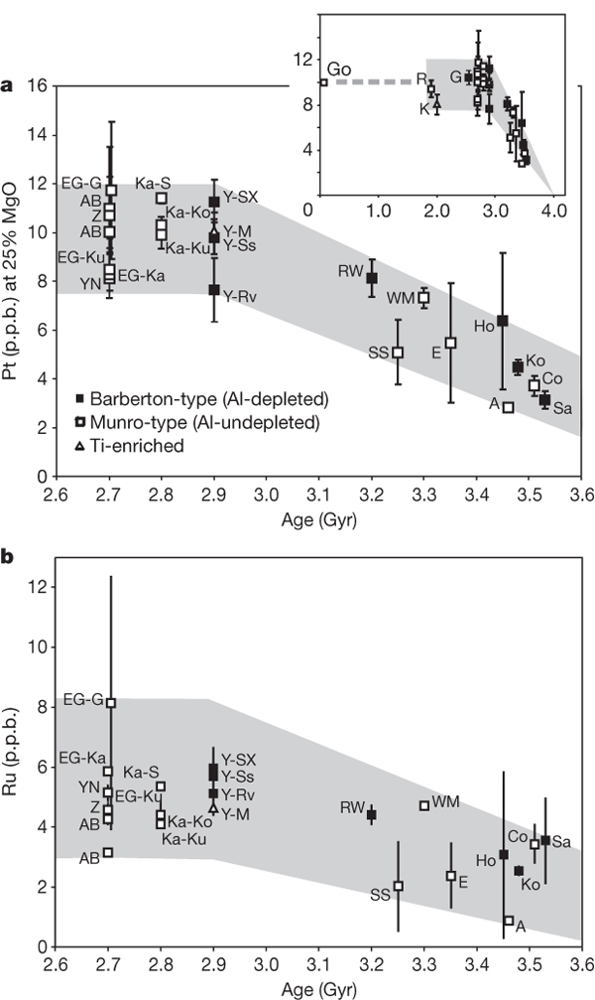 a
16
14
12
10
8
6
4
2
0
Pt (p.p.b.) at 25% MgO
2.6 2.7 2.8 2.9 3.0 3.1 3.2 3.3 3.4 3.5 3.6
Age (Gyr)
EG-G
AB
Z
AB
EG-Ku
EG-Ka
YN
Ka-S
Ka-Ko
Ka-Ku
Y-SX
Y-M
Y-Ss
Y-Rv
RW
WM
SS
E
Ho
Ko
Co
A
Sa
Barberton-type (Al-depleted)
Munro-type (Al-undepleted)
Ti-enriched
12
8
4
Go
R
K
G
0 1.0 2.0 3.0 4.0
b
12
10
8
6
4
2
0
Ru (p.p.b.)
2.6 2.7 2.8 2.9 3.0 3.1 3.2 3.3 3.4 3.5 3.6
Age (Gyr)
EG-G
EG-Ka
YN
EG-Ku
Z
AB
AB
Ka-S
Ka-Ko
Ka-Ku
Y-SX
Y-Ss
Y-Rv
Y-M
RW
WM
SS
E
Ho
Co
Sa
Ko
A